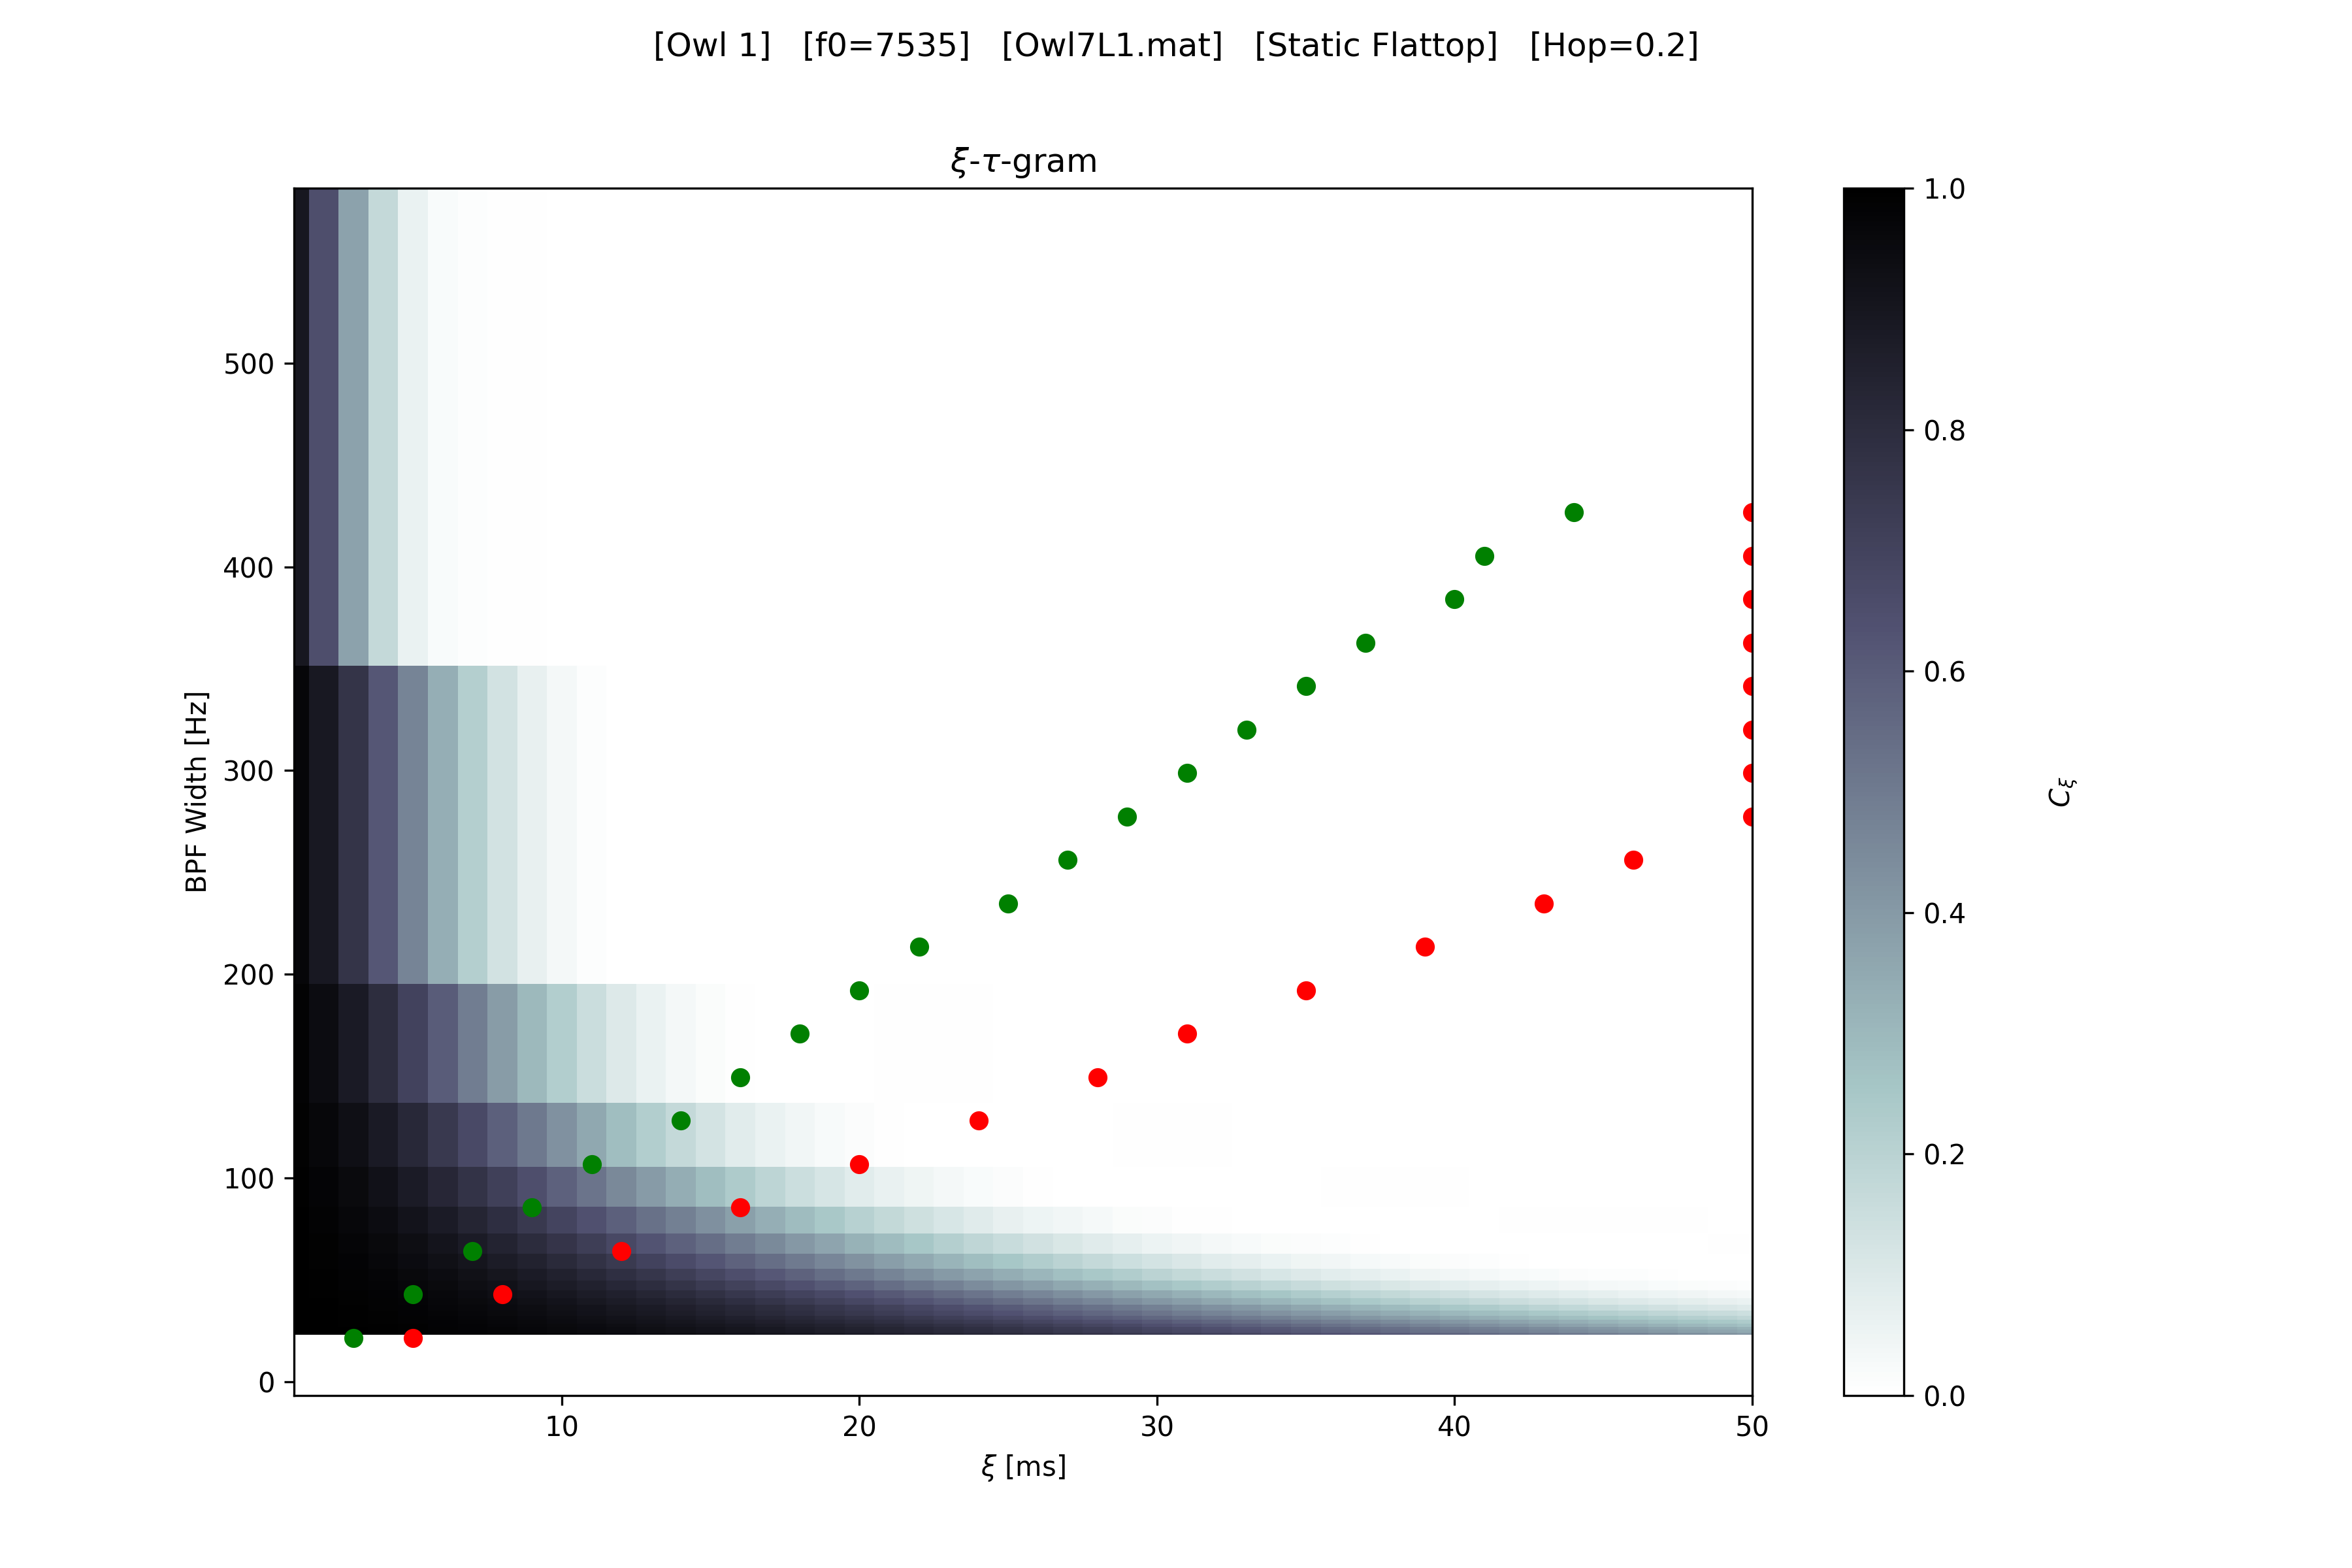 [Owl 1] [f0=7535] [Owl7L1.mat] [Static Flattop] [Hop=0.2]
ξ-τ-gram
BPF Width [Hz]
500
400
300
200
100
0
10 20 30 40 50
ξ [ms]
1.0
0.8
0.6
0.4
0.2
0.0
Cξ